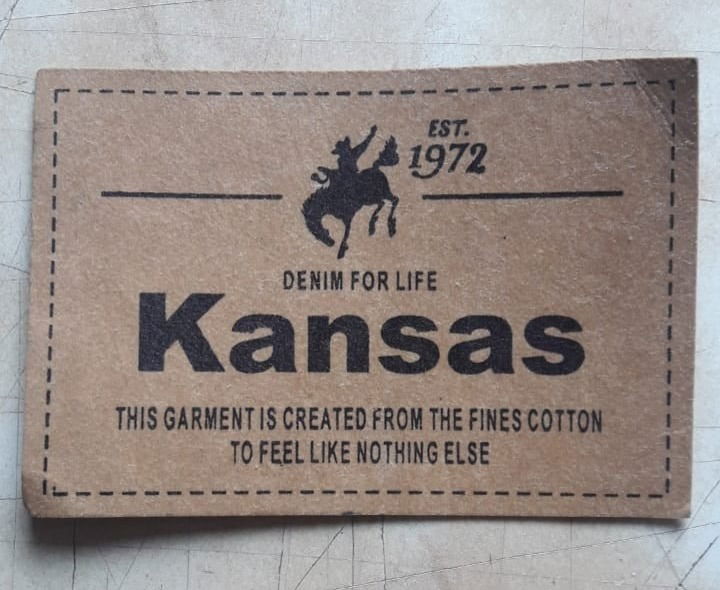 EST.
1972
DENIM FOR LIFE
Kansas
THIS GARMENT IS CREATED FROM THE FINES COTTON
TO FEEL LIKE NOTHING ELSE